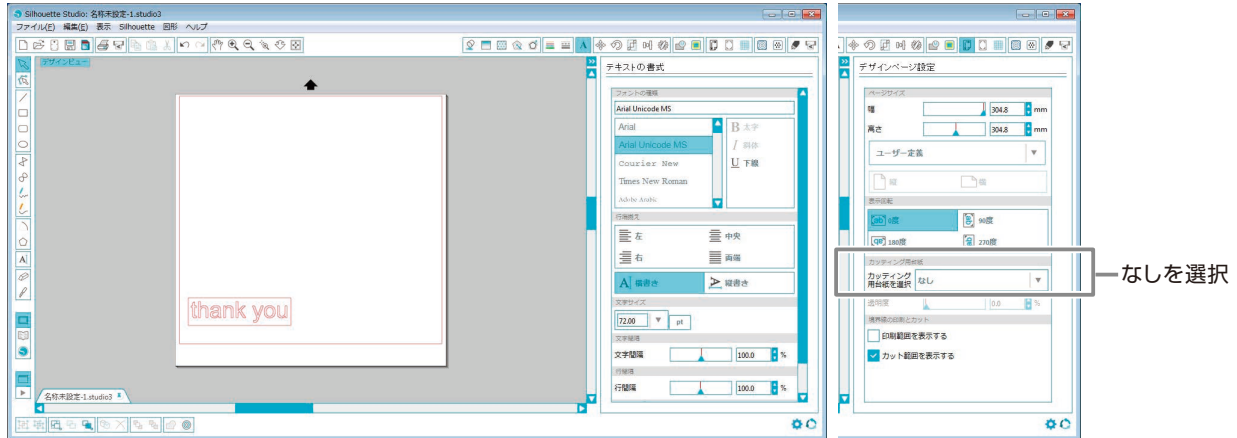 Silhouette Studio: 名称未設定-1.studio3
ファイル(F) 編集(E) 表示 Silhouette 図形 ヘルプ
デザインビュー
thank you
名称未設定-1.studio3
テキストの書式
フォントの種類
Arial Unicode MS
Arial
Arial Unicode MS
Courier New
Times New Roman
Adobe Arabic
B 太字
I 斜体
U 下線
行端揃え
左
中央
右
両端
A 横書き
縦書き
文字サイズ
72.00 pt
文字間隔
文字間隔 100.0 %
行間隔
行間隔 100.0 %
デザインページ設定
ページサイズ
幅 304.8 mm
高さ 304.8 mm
ユーザー定義
縦
横
表示回転
0度
90度
180度
270度
カッティング用台紙
カッティング
用台紙を選択 なし
透明度 0.0 %
境界線の印刷とカット
印刷範囲を表示する
カット範囲を表示する
なしを選択